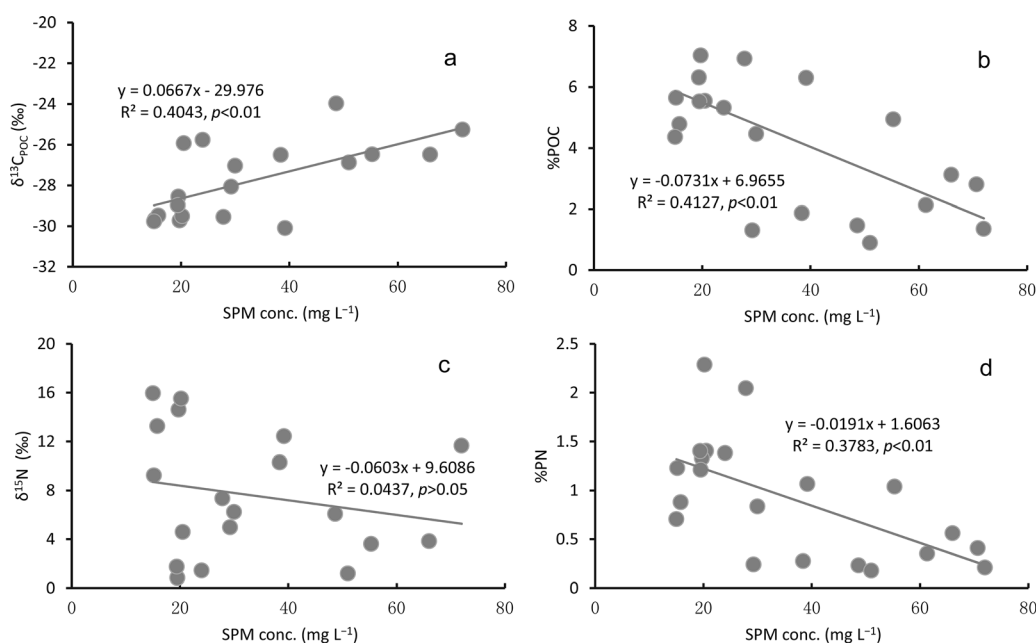 a
y = 0.0667x - 29.976
R² = 0.4043, p<0.01
δ¹³C_POC (‰)
-20
-22
-24
-26
-28
-30
-32
0
20
40
60
80
SPM conc. (mg L⁻¹)
b
y = -0.0731x + 6.9655
R² = 0.4127, p<0.01
%POC
8
6
4
2
0
0
20
40
60
80
SPM conc. (mg L⁻¹)
c
y = -0.0603x + 9.6086
R² = 0.0437, p>0.05
δ¹⁵N (‰)
20
16
12
8
4
0
0
20
40
60
80
SPM conc. (mg L⁻¹)
d
y = -0.0191x + 1.6063
R² = 0.3783, p<0.01
%PN
2.5
2
1.5
1
0.5
0
0
20
40
60
80
SPM conc. (mg L⁻¹)